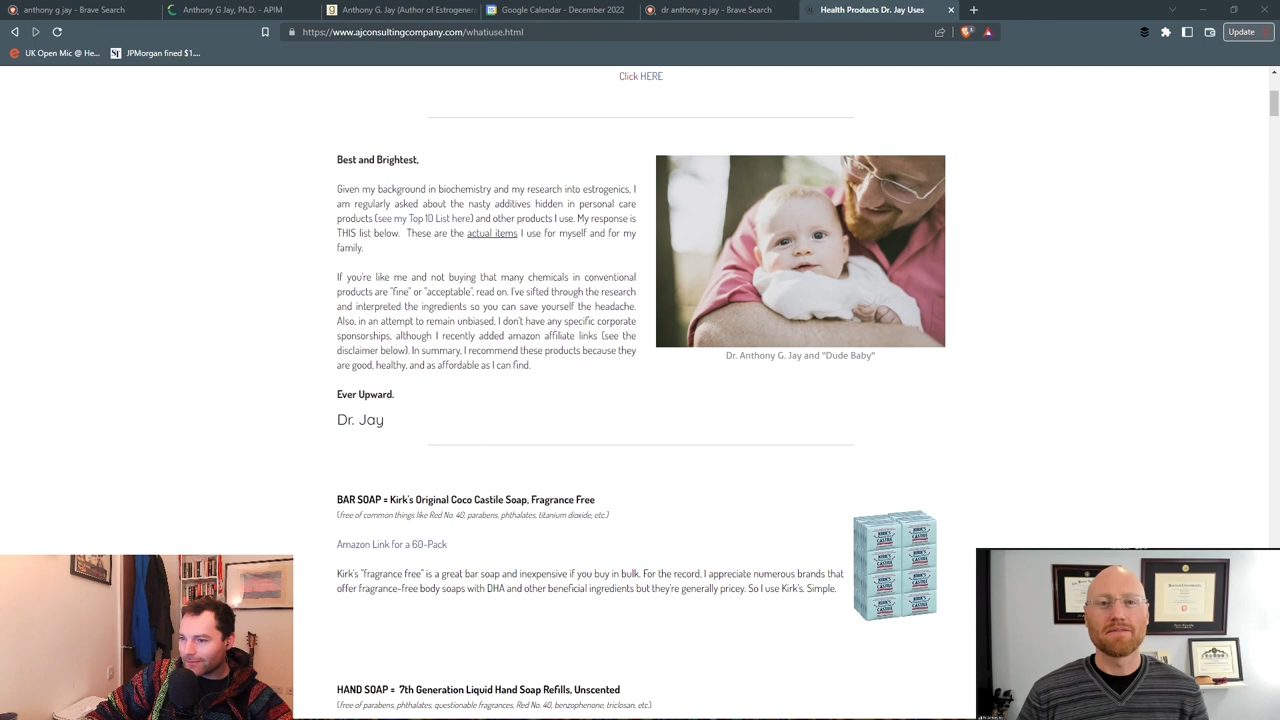 anthony g jay - Brave Search
Anthony G Jay, Ph.D. - APIM
Anthony G. Jay (Author of Estrogene
Google Calendar - December 2022
dr anthony g jay - Brave Search
Health Products Dr. Jay Uses
https://www.ajconsultingcompany.com/whatiuse.html
Update
UK Open Mic @ He...
JPMorgan fined $1....
Click HERE
Best and Brightest,
Given my background in biochemistry and my research into estrogenics, I
am regularly asked about the nasty additives hidden in personal care
products (see my Top 10 List here) and other products I use. My response is
THIS list below. These are the actual items I use for myself and for my
family.
If you're like me and not buying that many chemicals in conventional
products are "fine" or "acceptable", read on. I've sifted through the research
and interpreted the ingredients so you can save yourself the headache.
Also, in an attempt to remain unbiased, I don't have any specific corporate
sponsorships, although I recently added amazon affiliate links (see the
disclaimer below). In summary, I recommend these products because they
are good, healthy, and as affordable as I can find.
Ever Upward.
Dr. Jay
Dr. Anthony G. Jay and "Dude Baby"
BAR SOAP = Kirk's Original Coco Castile Soap, Fragrance Free
(free of common things like Red No. 40, parabens, phthalates, titanium dioxide, etc.)
Amazon Link for a 60-Pack
Kirk's "fragrance free" is a great bar soap and inexpensive if you buy in bulk. For the record, I appreciate numerous brands that
offer fragrance-free body soaps with DHA and other beneficial ingredients but they're generally pricey. So I use Kirk's. Simple.
HAND SOAP = 7th Generation Liquid Hand Soap Refills, Unscented
(free of parabens, phthalates, questionable fragrances, Red No. 40, benzophenone, triclosan, etc.)